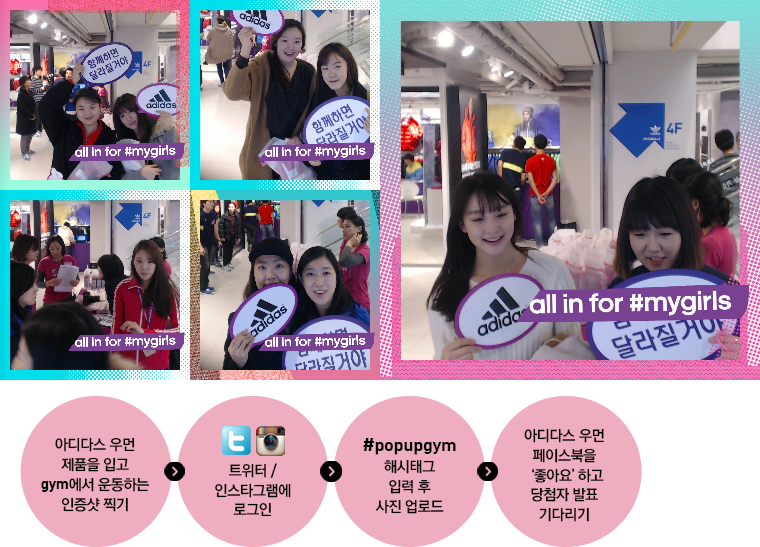 함께하면
달라질거야
4F
adidas
all in for #mygirls
adidas
함께하면
달라질거야
all in for #mygirls
4F
all in for #mygirls
adidas
달라질거야
all in for #mygirls
4F
adidas
달라질거야
all in for #mygirls
아디다스 우먼
제품을 입고
gym에서 운동하는
인증샷 찍기
트위터 /
인스타그램에
로그인
#popupgym
해시태그
입력 후
사진 업로드
아디다스 우먼
페이스북을
‘좋아요’ 하고
당첨자 발표
기다리기